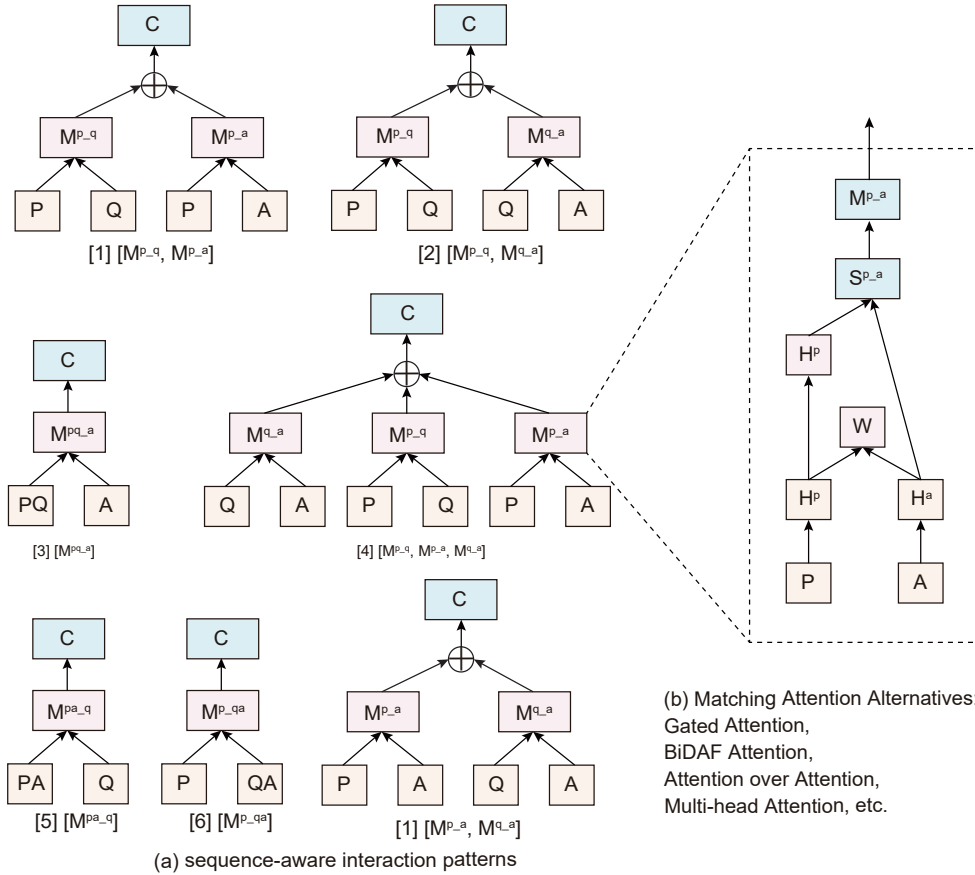 C
C
M^p_q M^p_a
M^p_q M^q_a
P Q P A
P Q Q A
[1] [M^p_q, M^p_a]
[2] [M^p_q, M^q_a]
C
C
M^pq_a
M^q_a M^p_q M^p_a
PQ A
Q A P Q P A
[3] [M^pq_a]
[4] [M^p_q, M^p_a, M^q_a]
C
C
C
M^pa_q
M^p_qa
M^p_a M^q_a
PA Q
P QA
P A Q A
[5] [M^pa_q]
[6] [M^p_qa]
[1] [M^p_a, M^q_a]
(a) sequence-aware interaction patterns
M^p_a
S^p_a
H^p
W
H^p H^a
P A
(b) Matching Attention Alternatives:
Gated Attention,
BiDAF Attention,
Attention over Attention,
Multi-head Attention, etc.